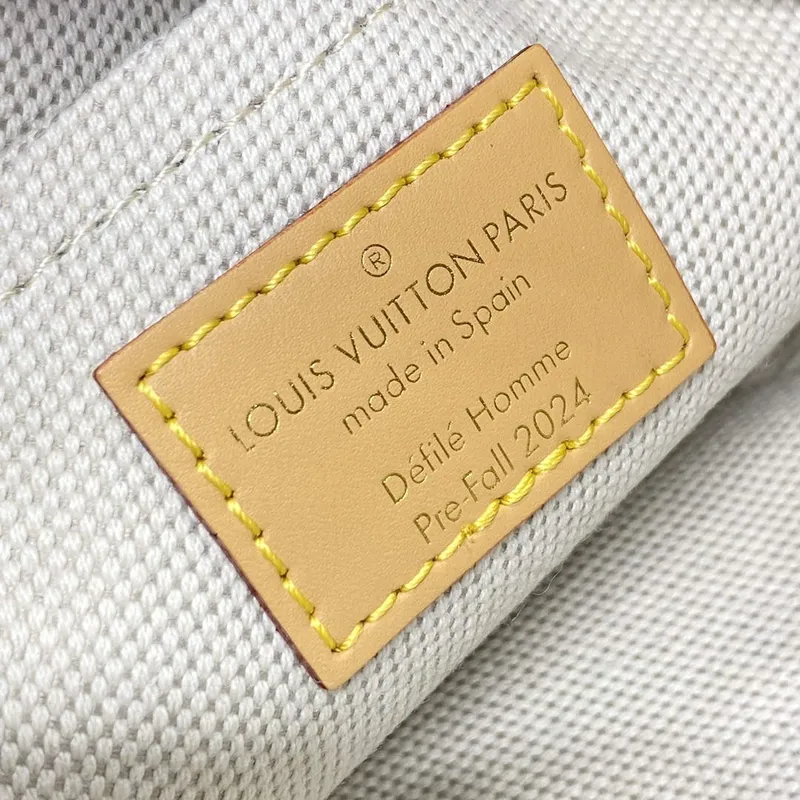 ®
LOUIS VUITTON PARIS
made in Spain
Défilé Homme
Pre-Fall 2024